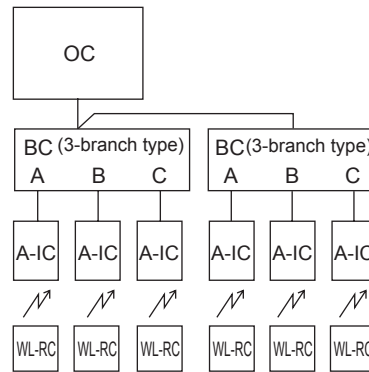 OC
BC (3-branch type) BC (3-branch type)
A B C A B C
A-IC A-IC A-IC A-IC A-IC A-IC
WL-RC WL-RC WL-RC WL-RC WL-RC WL-RC